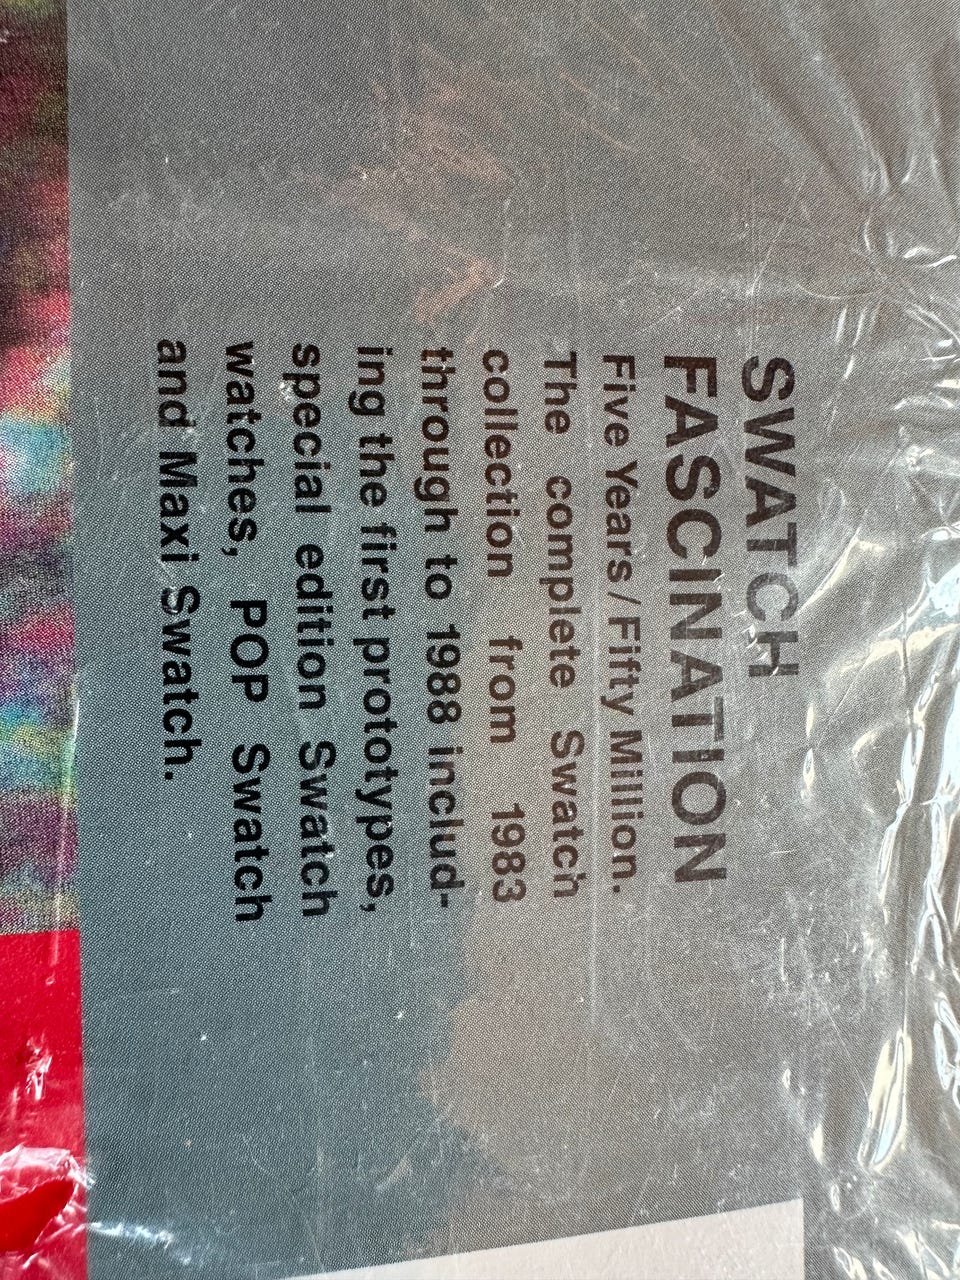 SWATCH
FASCINATION
Five Years / Fifty Million.
The complete Swatch
collection from 1983
through to 1988 includ-
ing the first prototypes,
special edition Swatch
watches, POP Swatch
and Maxi Swatch.